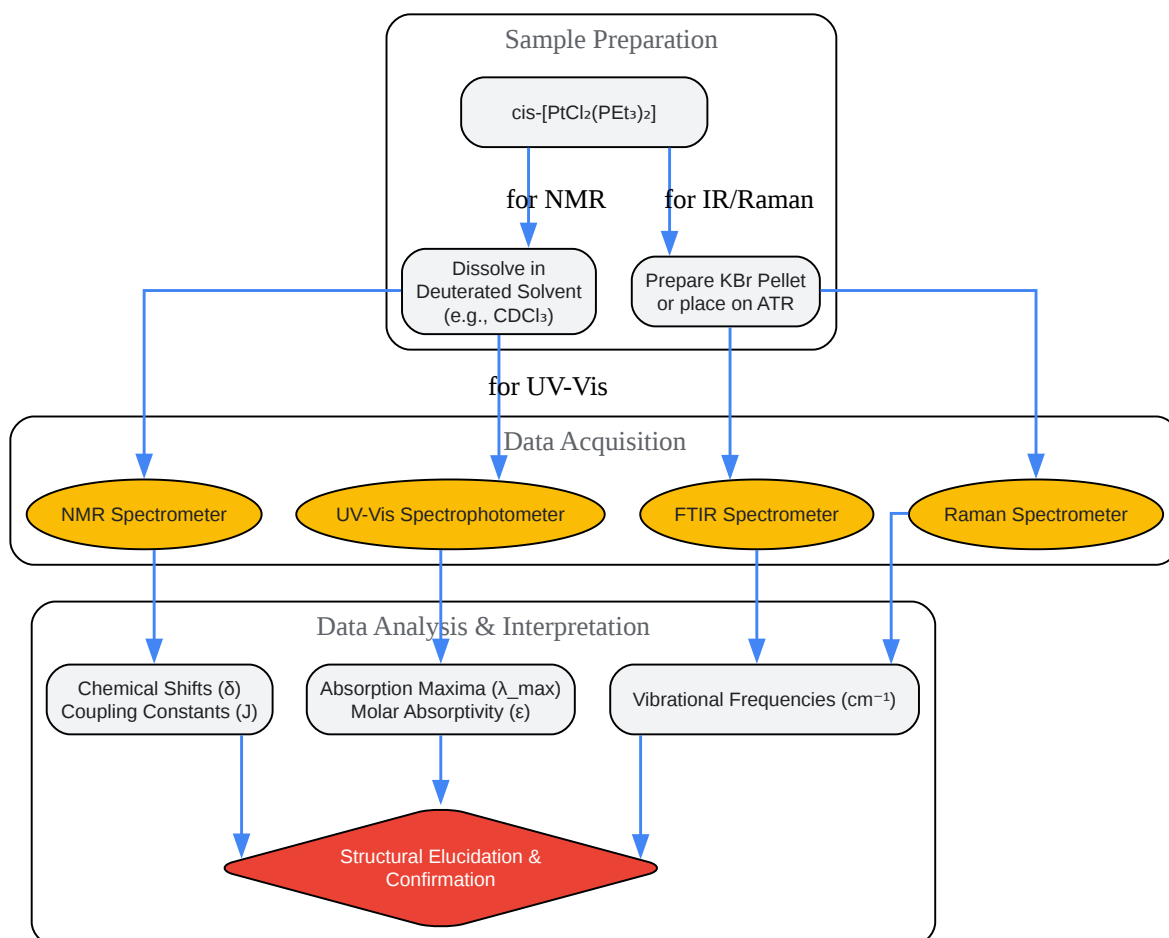 Sample Preparation
cis-[PtCl₂(PEt₃)₂]
for NMR
for IR/Raman
Dissolve in
Deuterated Solvent
(e.g., CDCl₃)
Prepare KBr Pellet
or place on ATR
for UV-Vis
Data Acquisition
NMR Spectrometer
UV-Vis Spectrophotometer
FTIR Spectrometer
Raman Spectrometer
Data Analysis & Interpretation
Chemical Shifts (δ)
Coupling Constants (J)
Absorption Maxima (λ_max)
Molar Absorptivity (ε)
Vibrational Frequencies (cm⁻¹)
Structural Elucidation &
Confirmation